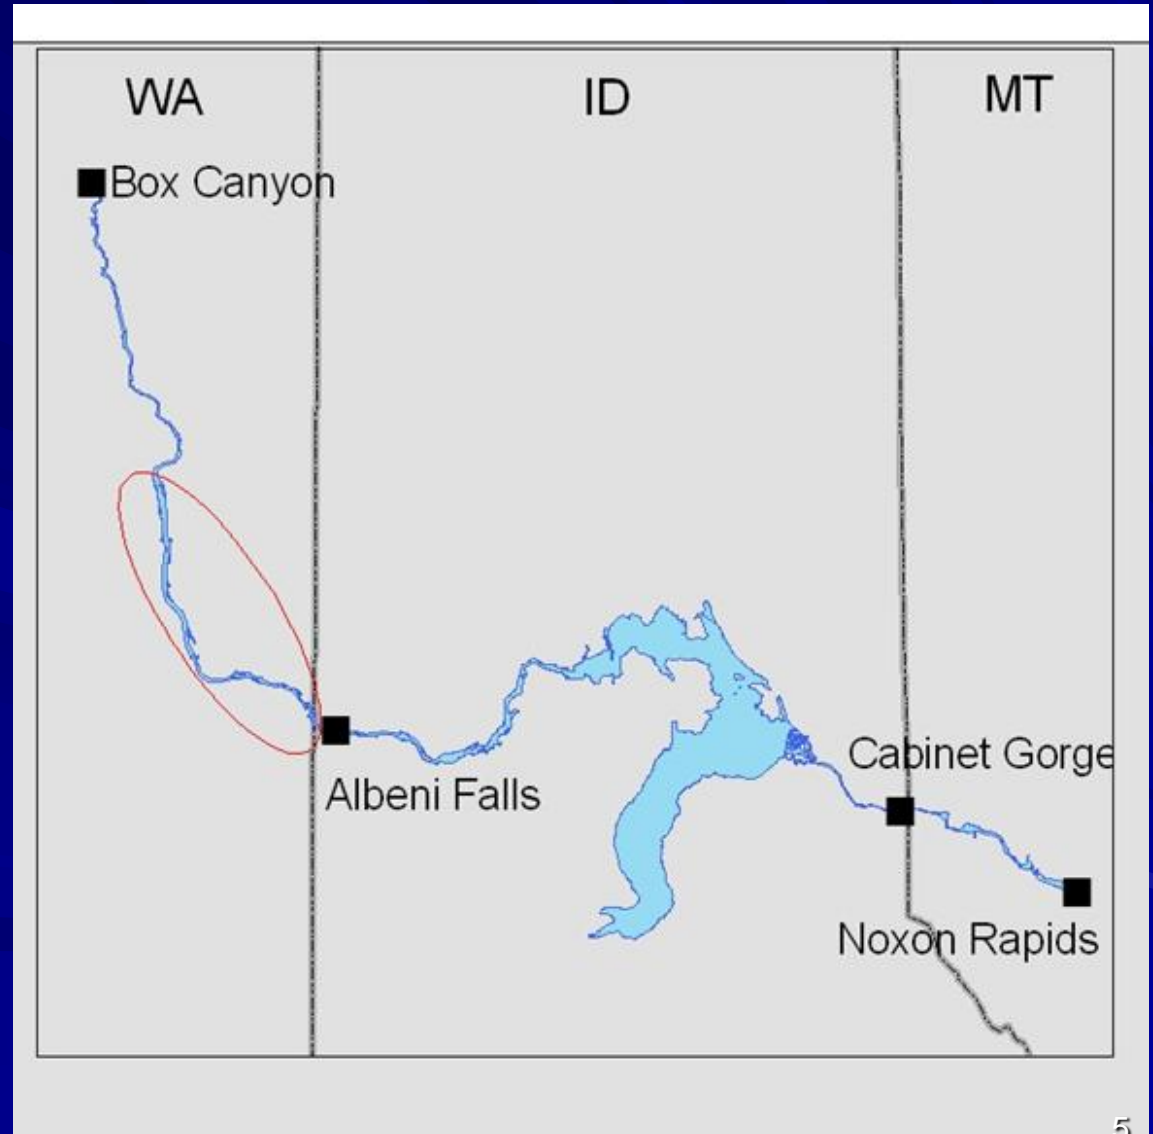 WA ID MT
Box Canyon
Cabinet Gorge
Albeni Falls
Noxon Rapids
5